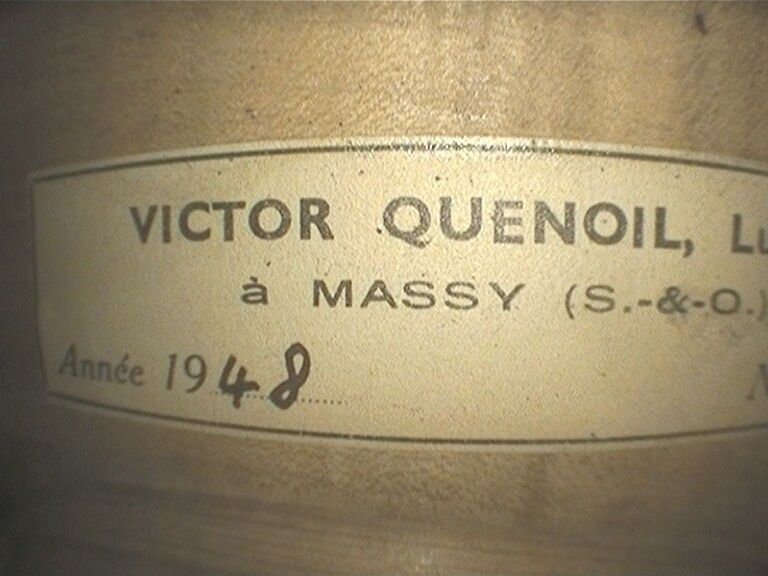 VICTOR QUENOIL, Lu
à MASSY (S.-&-O.)
Année 1948 N